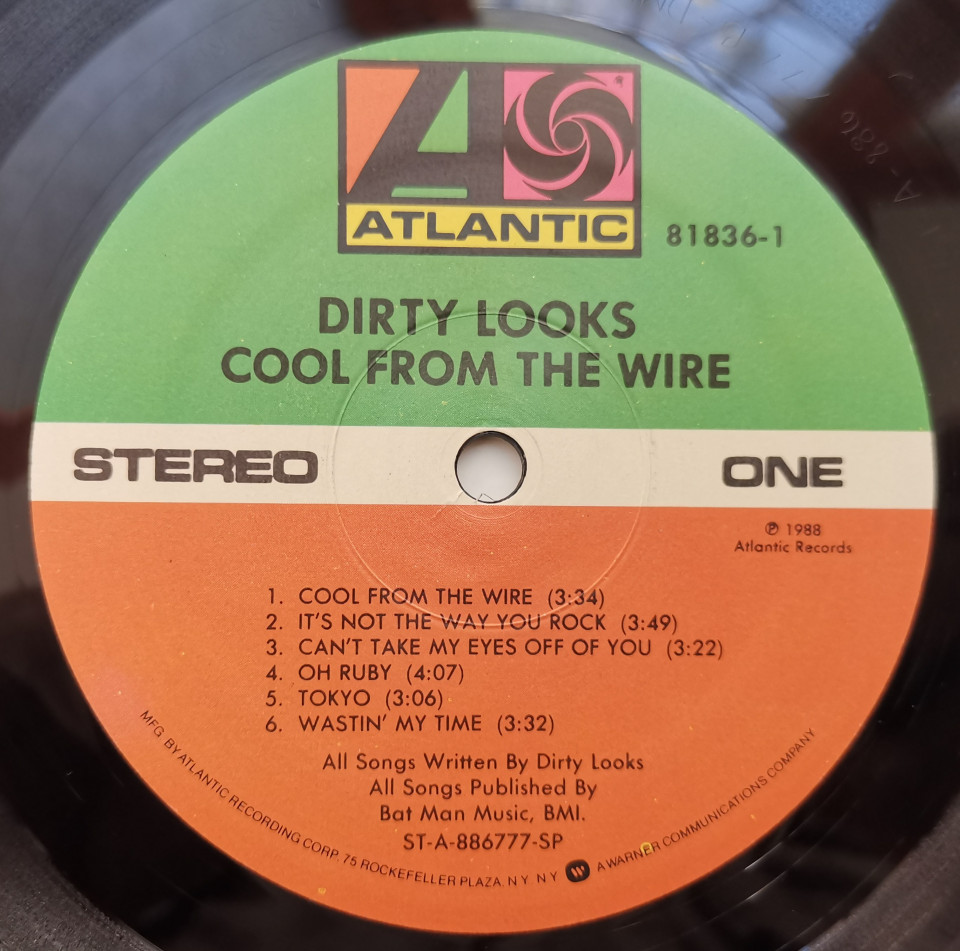 ATLANTIC
81836-1
DIRTY LOOKS
COOL FROM THE WIRE
STEREO
ONE
℗ 1988
Atlantic Records
1. COOL FROM THE WIRE (3:34)
2. IT'S NOT THE WAY YOU ROCK (3:49)
3. CAN'T TAKE MY EYES OFF OF YOU (3:22)
4. OH RUBY (4:07)
5. TOKYO (3:06)
6. WASTIN' MY TIME (3:32)
All Songs Written By Dirty Looks
All Songs Published By
Bat Man Music, BMI.
ST-A-886777-SP
MFG BY ATLANTIC RECORDING CORP. 75 ROCKEFELLER PLAZA. N Y N Y A WARNER COMMUNICATIONS COMPANY